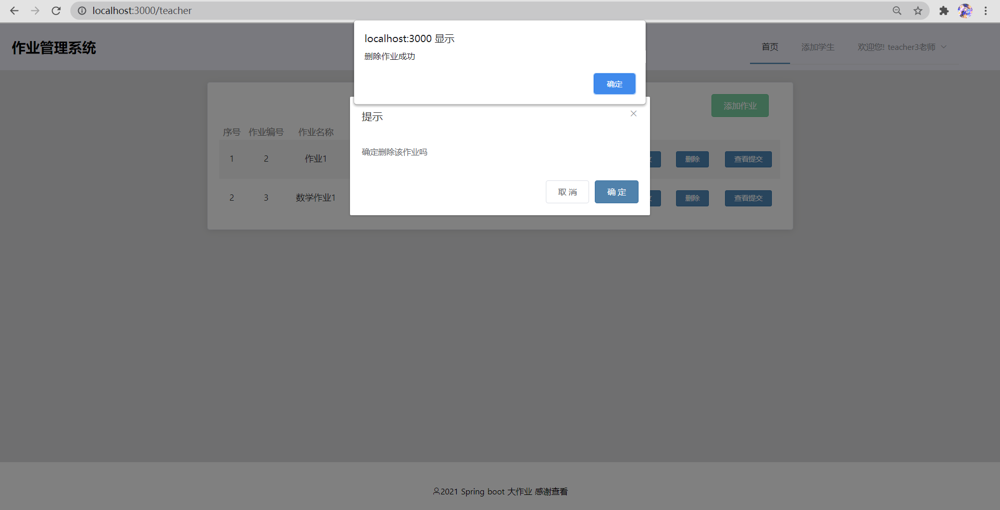 localhost:3000/teacher
作业管理系统
首页 添加学生 欢迎您! teacher3老师
localhost:3000 显示
删除作业成功
确定
添加作业
提示
确定删除该作业吗
取 消 确 定
序号 作业编号 作业名称
1 2 作业1 删除 查看提交
2 3 数学作业1 删除 查看提交
2021 Spring boot 大作业 感谢查看